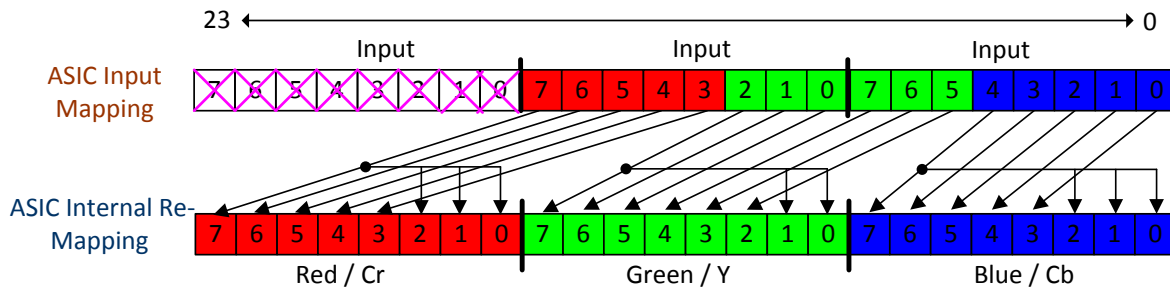 23 0
Input Input Input
ASIC Input
Mapping
7 6 5 4 3 2 1 0 7 6 5 4 3 2 1 0 7 6 5 4 3 2 1 0
ASIC Internal Re-
Mapping
7 6 5 4 3 2 1 0 7 6 5 4 3 2 1 0 7 6 5 4 3 2 1 0
Red / Cr Green / Y Blue / Cb